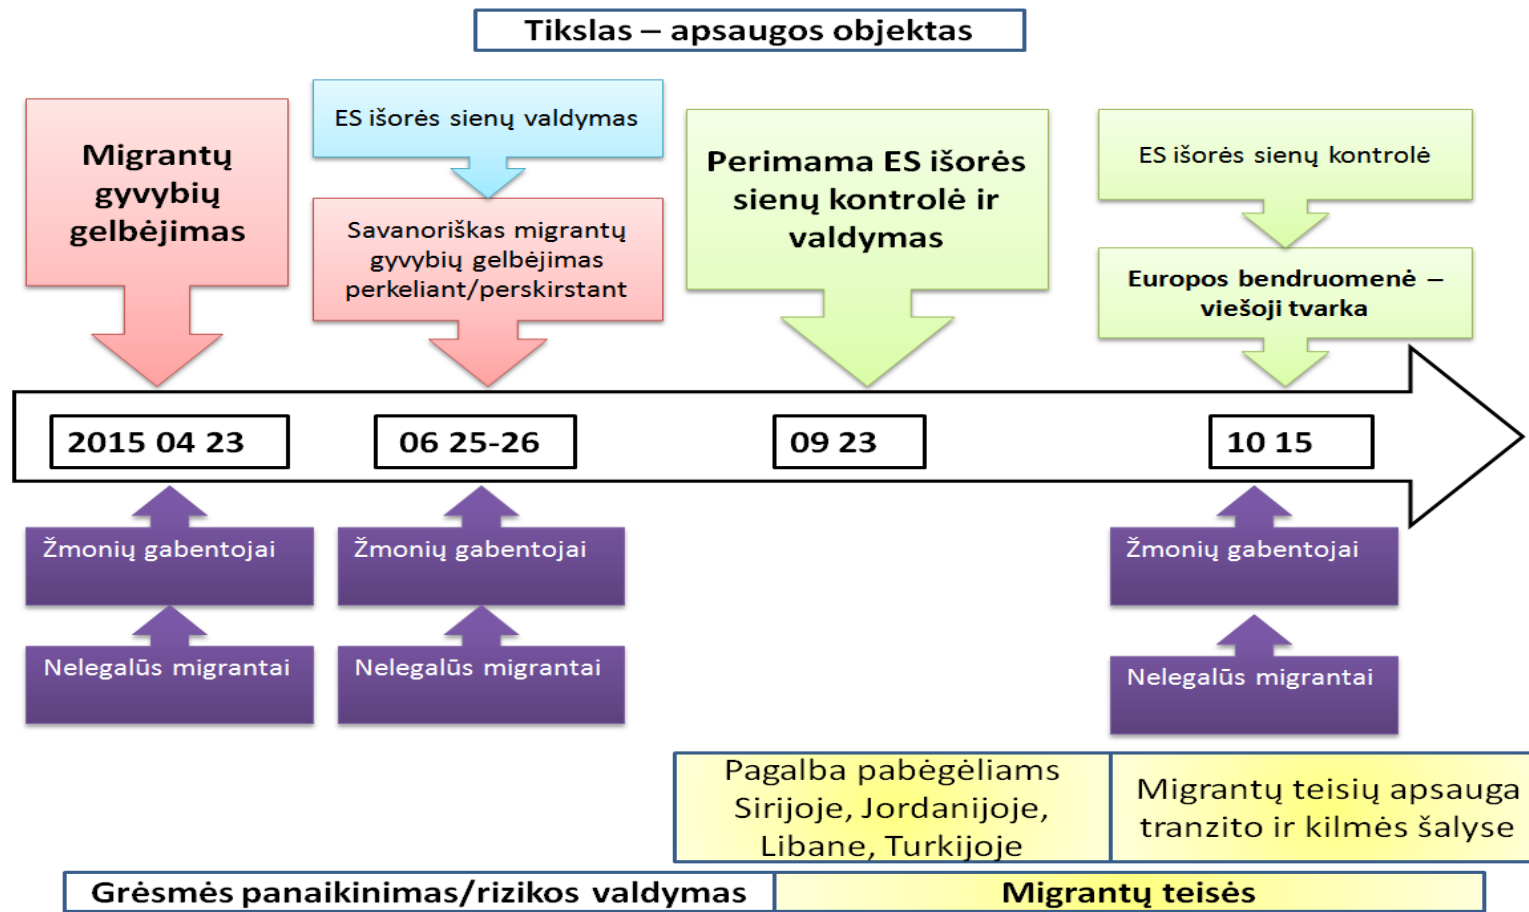 Tikslas – apsaugos objektas
Migrantų
gyvybių
gelbėjimas
ES išorės sienų valdymas
Savanoriškas migrantų
gyvybių gelbėjimas
perkeliant/perskirstant
Perimama ES išorės
sienų kontrolė ir
valdymas
ES išorės sienų kontrolė
Europos bendruomenė –
viešoji tvarka
2015 04 23
06 25-26
09 23
10 15
Žmonių gabentojai
Žmonių gabentojai
Žmonių gabentojai
Nelegalūs migrantai
Nelegalūs migrantai
Nelegalūs migrantai
Pagalba pabėgėliams
Sirijoje, Jordanijoje,
Libane, Turkijoje
Migrantų teisių apsauga
tranzito ir kilmės šalyse
Grėsmės panaikinimas/rizikos valdymas
Migrantų teisės